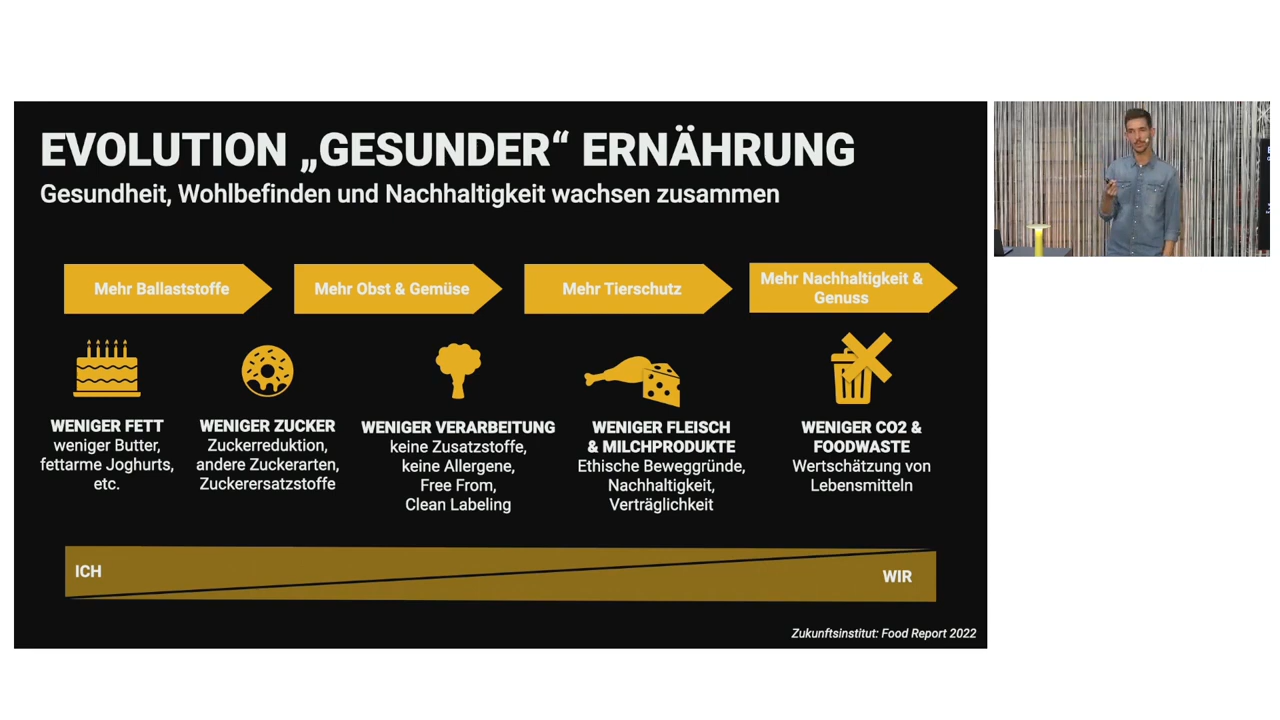 EVOLUTION „GESUNDER“ ERNÄHRUNG
Gesundheit, Wohlbefinden und Nachhaltigkeit wachsen zusammen
Mehr Ballaststoffe
Mehr Obst & Gemüse
Mehr Tierschutz
Mehr Nachhaltigkeit &
Genuss
WENIGER FETT
weniger Butter,
fettarme Joghurts,
etc.
WENIGER ZUCKER
Zuckerreduktion,
andere Zuckerarten,
Zuckerersatzstoffe
WENIGER VERARBEITUNG
keine Zusatzstoffe,
keine Allergene,
Free From,
Clean Labeling
WENIGER FLEISCH
& MILCHPRODUKTE
Ethische Beweggründe,
Nachhaltigkeit,
Verträglichkeit
WENIGER CO2 &
FOODWASTE
Wertschätzung von
Lebensmitteln
ICH
WIR
Zukunftsinstitut: Food Report 2022